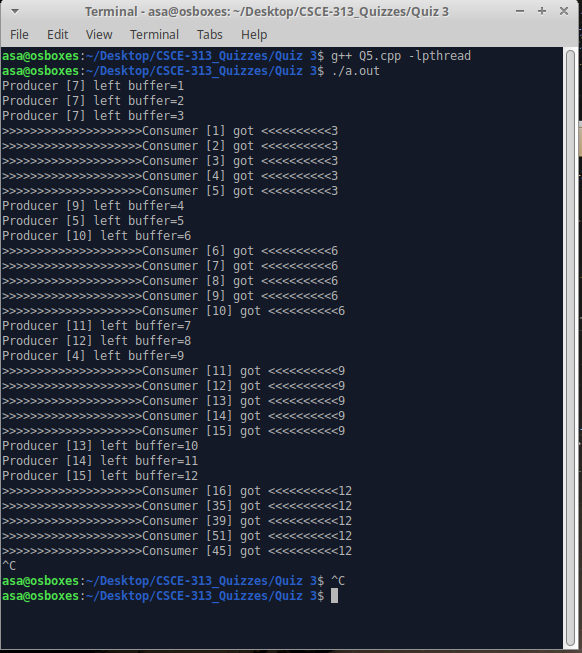 Terminal - asa@osboxes: ~/Desktop/CSCE-313_Quizzes/Quiz 3
File Edit View Terminal Tabs Help
asa@osboxes:~/Desktop/CSCE-313_Quizzes/Quiz 3$ g++ Q5.cpp -lpthread
asa@osboxes:~/Desktop/CSCE-313_Quizzes/Quiz 3$ ./a.out
Producer [7] left buffer=1
Producer [7] left buffer=2
Producer [7] left buffer=3
>>>>>>>>>>>>>>>>>>>>Consumer [1] got <<<<<<<<<<3
>>>>>>>>>>>>>>>>>>>>Consumer [2] got <<<<<<<<<<3
>>>>>>>>>>>>>>>>>>>>Consumer [3] got <<<<<<<<<<3
>>>>>>>>>>>>>>>>>>>>Consumer [4] got <<<<<<<<<<3
>>>>>>>>>>>>>>>>>>>>Consumer [5] got <<<<<<<<<<3
Producer [9] left buffer=4
Producer [5] left buffer=5
Producer [10] left buffer=6
>>>>>>>>>>>>>>>>>>>>Consumer [6] got <<<<<<<<<<6
>>>>>>>>>>>>>>>>>>>>Consumer [7] got <<<<<<<<<<6
>>>>>>>>>>>>>>>>>>>>Consumer [8] got <<<<<<<<<<6
>>>>>>>>>>>>>>>>>>>>Consumer [9] got <<<<<<<<<<6
>>>>>>>>>>>>>>>>>>>>Consumer [10] got <<<<<<<<<<6
Producer [11] left buffer=7
Producer [12] left buffer=8
Producer [4] left buffer=9
>>>>>>>>>>>>>>>>>>>>Consumer [11] got <<<<<<<<<<9
>>>>>>>>>>>>>>>>>>>>Consumer [12] got <<<<<<<<<<9
>>>>>>>>>>>>>>>>>>>>Consumer [13] got <<<<<<<<<<9
>>>>>>>>>>>>>>>>>>>>Consumer [14] got <<<<<<<<<<9
>>>>>>>>>>>>>>>>>>>>Consumer [15] got <<<<<<<<<<9
Producer [13] left buffer=10
Producer [14] left buffer=11
Producer [15] left buffer=12
>>>>>>>>>>>>>>>>>>>>Consumer [16] got <<<<<<<<<<12
>>>>>>>>>>>>>>>>>>>>Consumer [35] got <<<<<<<<<<12
>>>>>>>>>>>>>>>>>>>>Consumer [39] got <<<<<<<<<<12
>>>>>>>>>>>>>>>>>>>>Consumer [51] got <<<<<<<<<<12
>>>>>>>>>>>>>>>>>>>>Consumer [45] got <<<<<<<<<<12
^C
asa@osboxes:~/Desktop/CSCE-313_Quizzes/Quiz 3$ ^C
asa@osboxes:~/Desktop/CSCE-313_Quizzes/Quiz 3$